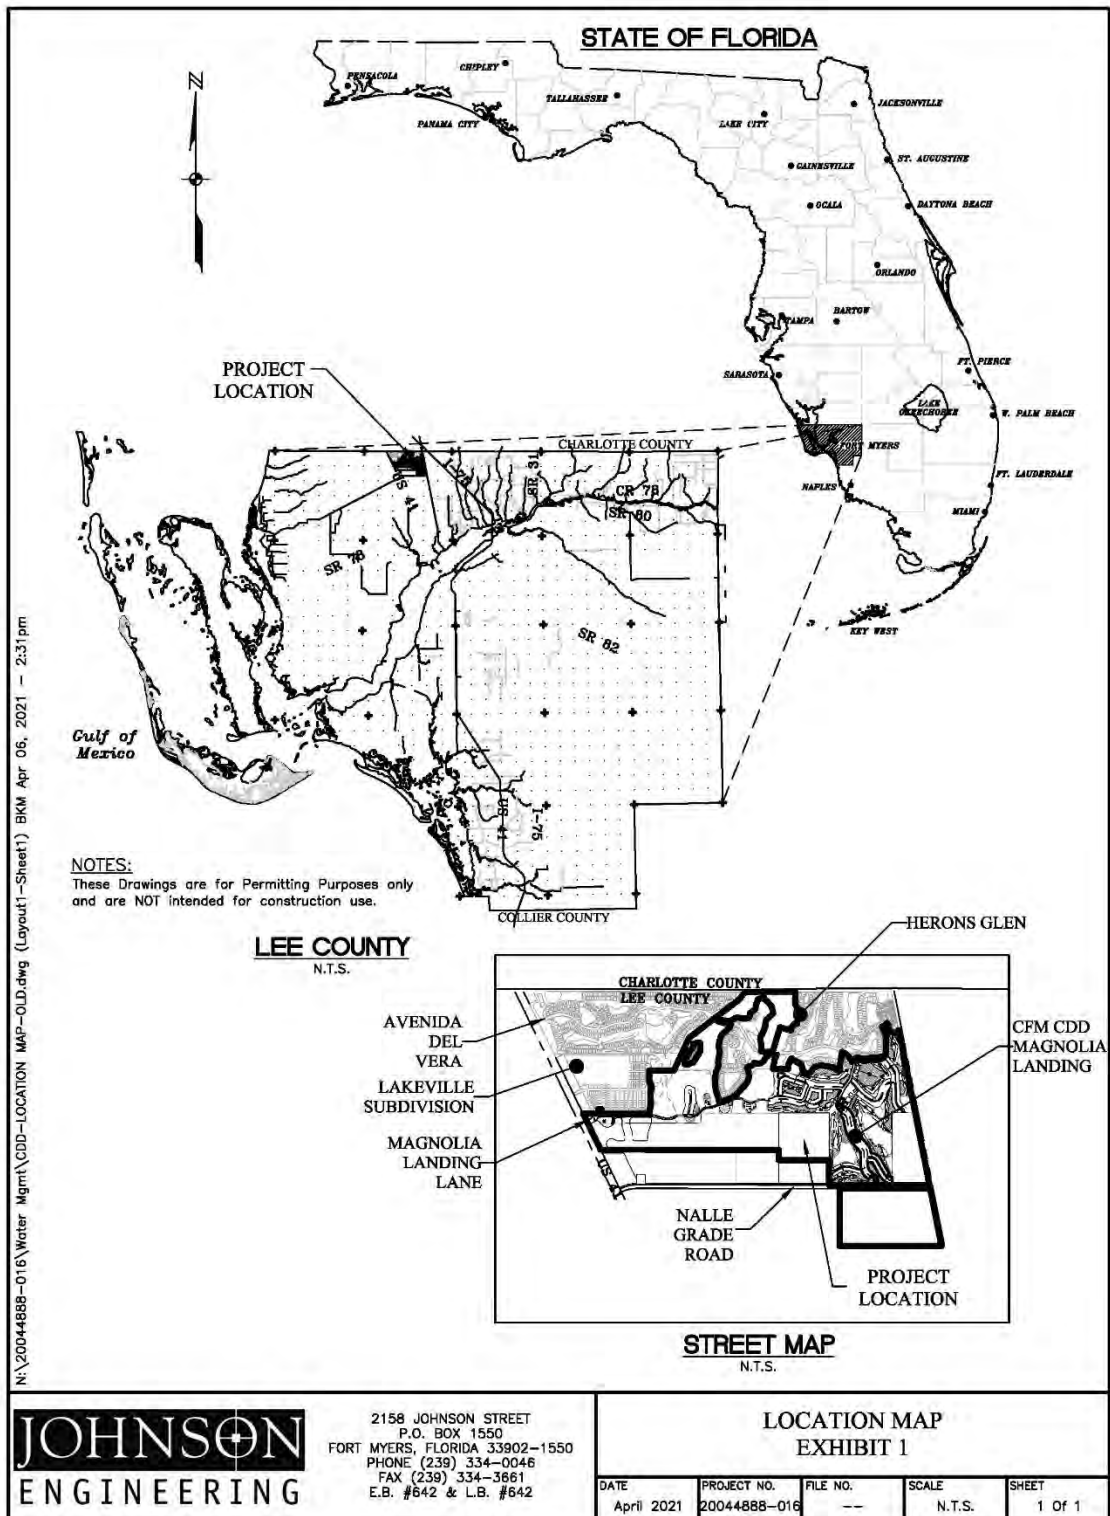 STATE OF FLORIDA
N
PENSACOLA
CHIPLEY
TALLAHASSEE
PANAMA CITY
LAKE CITY
JACKSONVILLE
GAINESVILLE
ST. AUGUSTINE
OCALA
DAYTONA BEACH
ORLANDO
TAMPA
BARTOW
SARASOTA
FT. PIERCE
LAKE
OKEECHOBEE
W. PALM BEACH
FORT MYERS
FT. LAUDERDALE
NAPLES
MIAMI
KEY WEST
PROJECT
LOCATION
CHARLOTTE COUNTY
US 41
SR 31
CR 78
SR 80
SR 78
SR 82
Gulf of
Mexico
US 41
I-75
COLLIER COUNTY
NOTES:
These Drawings are for Permitting Purposes only
and are NOT intended for construction use.
LEE COUNTY
N.T.S.
HERONS GLEN
CHARLOTTE COUNTY
LEE COUNTY
AVENIDA
DEL
VERA
CFM CDD
MAGNOLIA
LANDING
LAKEVILLE
SUBDIVISION
MAGNOLIA
LANDING
LANE
NALLE
GRADE
ROAD
PROJECT
LOCATION
STREET MAP
N.T.S.
N:\20044888-016\Water Mgmt\CDD-LOCATION MAP-OLD.dwg (Layout1-Sheet1) BKM Apr 06, 2021 - 2:31pm
JOHNSON
ENGINEERING
2158 JOHNSON STREET
P.O. BOX 1550
FORT MYERS, FLORIDA 33902-1550
PHONE (239) 334-0046
FAX (239) 334-3661
E.B. #642 & L.B. #642
LOCATION MAP
EXHIBIT 1
DATE
April 2021
PROJECT NO.
20044888-016
FILE NO.
--
SCALE
N.T.S.
SHEET
1 Of 1